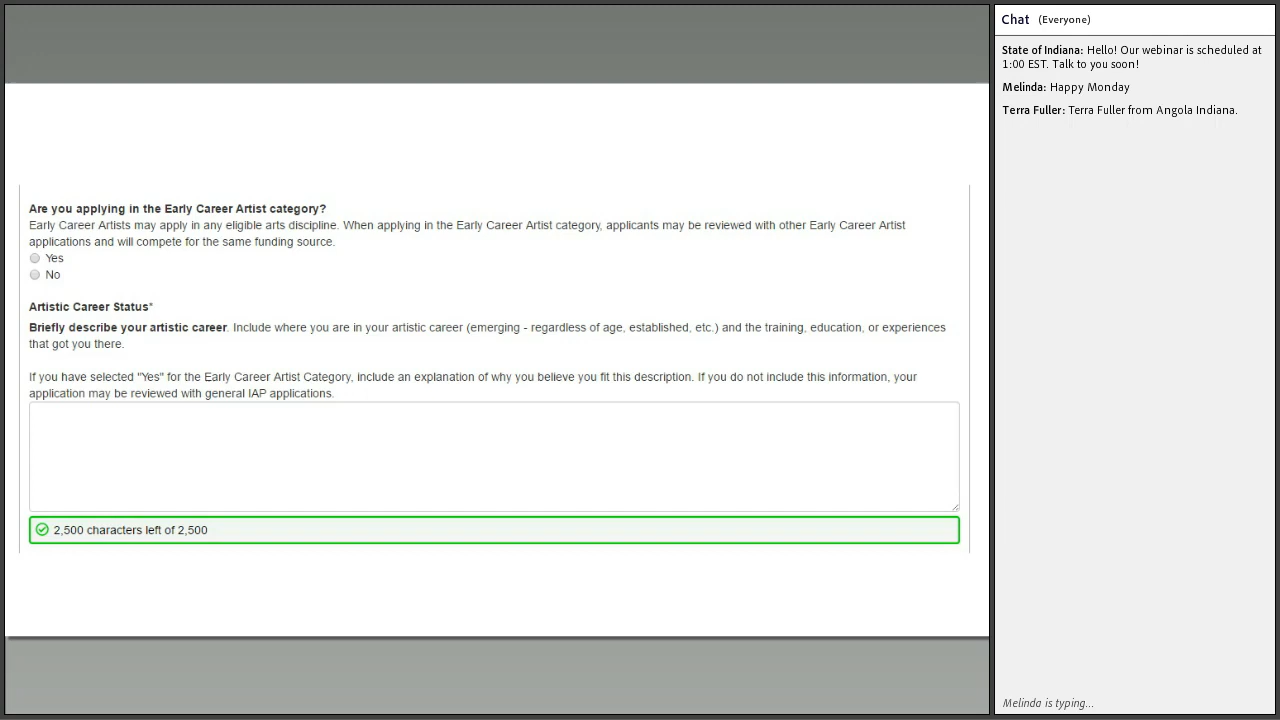 Are you applying in the Early Career Artist category?
Early Career Artists may apply in any eligible arts discipline. When applying in the Early Career Artist category, applicants may be reviewed with other Early Career Artist
applications and will compete for the same funding source.
Yes
No
Artistic Career Status*
Briefly describe your artistic career. Include where you are in your artistic career (emerging - regardless of age, established, etc.) and the training, education, or experiences
that got you there.
If you have selected "Yes" for the Early Career Artist Category, include an explanation of why you believe you fit this description. If you do not include this information, your
application may be reviewed with general IAP applications.
2,500 characters left of 2,500
Chat (Everyone)
State of Indiana: Hello! Our webinar is scheduled at
1:00 EST. Talk to you soon!
Melinda: Happy Monday
Terra Fuller: Terra Fuller from Angola Indiana.
Melinda is typing...